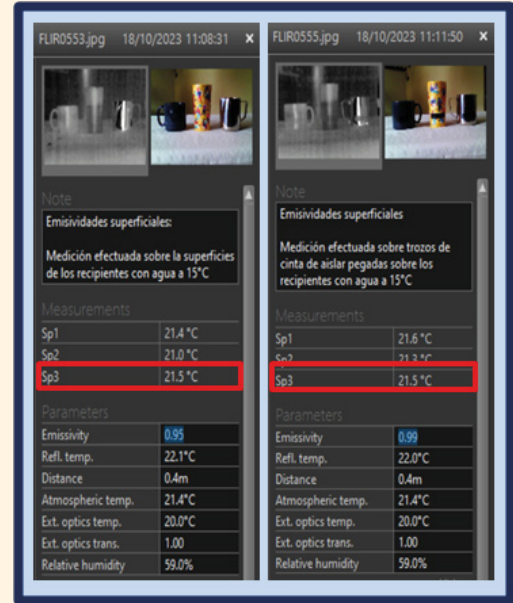 FLIR0553.jpg 18/10/2023 11:08:31 x
Note
Emisividades superficiales:
Medición efectuada sobre la superficies
de los recipientes con agua a 15°C
Measurements
Sp1 21.4 °C
Sp2 21.0 °C
Sp3 21.5 °C
Parameters
Emissivity 0.95
Refl. temp. 22.1°C
Distance 0.4m
Atmospheric temp. 21.4°C
Ext. optics temp. 20.0°C
Ext. optics trans. 1.00
Relative humidity 59.0%
FLIR0555.jpg 18/10/2023 11:11:50 x
Note
Emisividades superficiales
Medición efectuada sobre trozos de
cinta de aislar pegadas sobre los
recipientes con agua a 15°C
Measurements
Sp1 21.6 °C
Sp2 21.3 °C
Sp3 21.5 °C
Parameters
Emissivity 0.99
Refl. temp. 22.0°C
Distance 0.4m
Atmospheric temp. 21.4°C
Ext. optics temp. 20.0°C
Ext. optics trans. 1.00
Relative humidity 59.0%